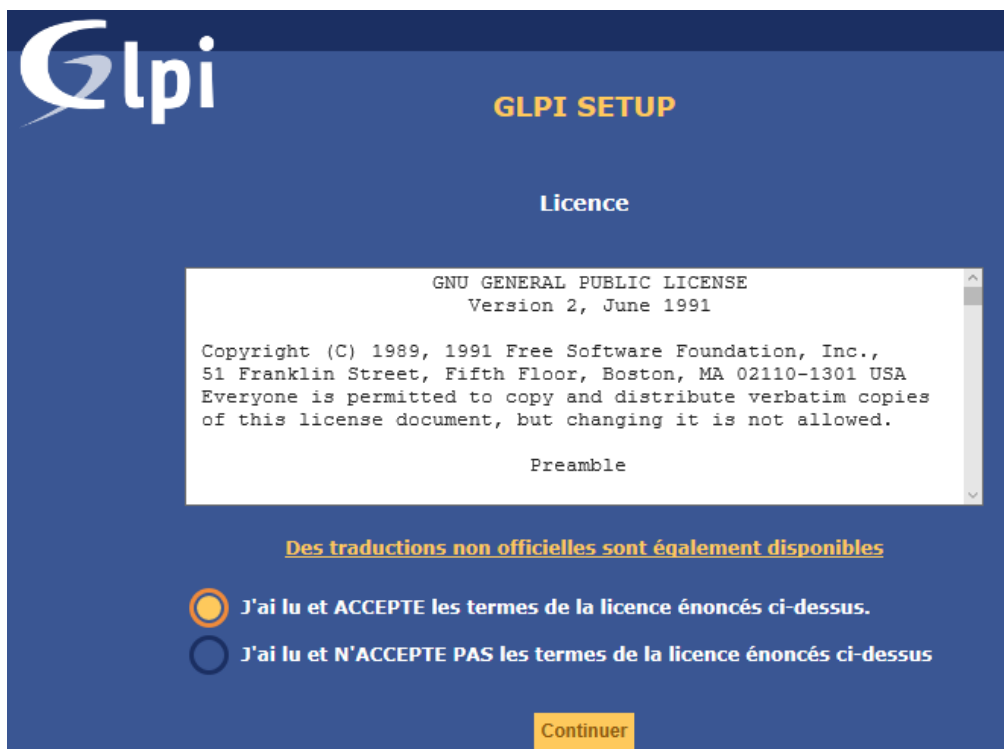 Glpi
GLPI SETUP
Licence
GNU GENERAL PUBLIC LICENSE
Version 2, June 1991
Copyright (C) 1989, 1991 Free Software Foundation, Inc.,
51 Franklin Street, Fifth Floor, Boston, MA 02110-1301 USA
Everyone is permitted to copy and distribute verbatim copies
of this license document, but changing it is not allowed.
Preamble
Des traductions non officielles sont également disponibles
J'ai lu et ACCEPTE les termes de la licence énoncés ci-dessus.
J'ai lu et N'ACCEPTE PAS les termes de la licence énoncés ci-dessus
Continuer